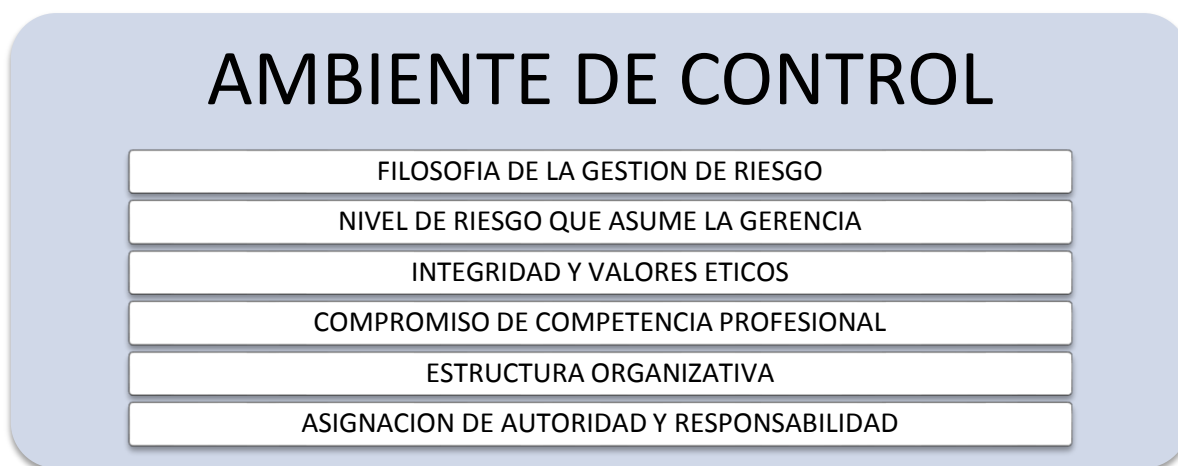 AMBIENTE DE CONTROL
FILOSOFIA DE LA GESTION DE RIESGO
NIVEL DE RIESGO QUE ASUME LA GERENCIA
INTEGRIDAD Y VALORES ETICOS
COMPROMISO DE COMPETENCIA PROFESIONAL
ESTRUCTURA ORGANIZATIVA
ASIGNACION DE AUTORIDAD Y RESPONSABILIDAD